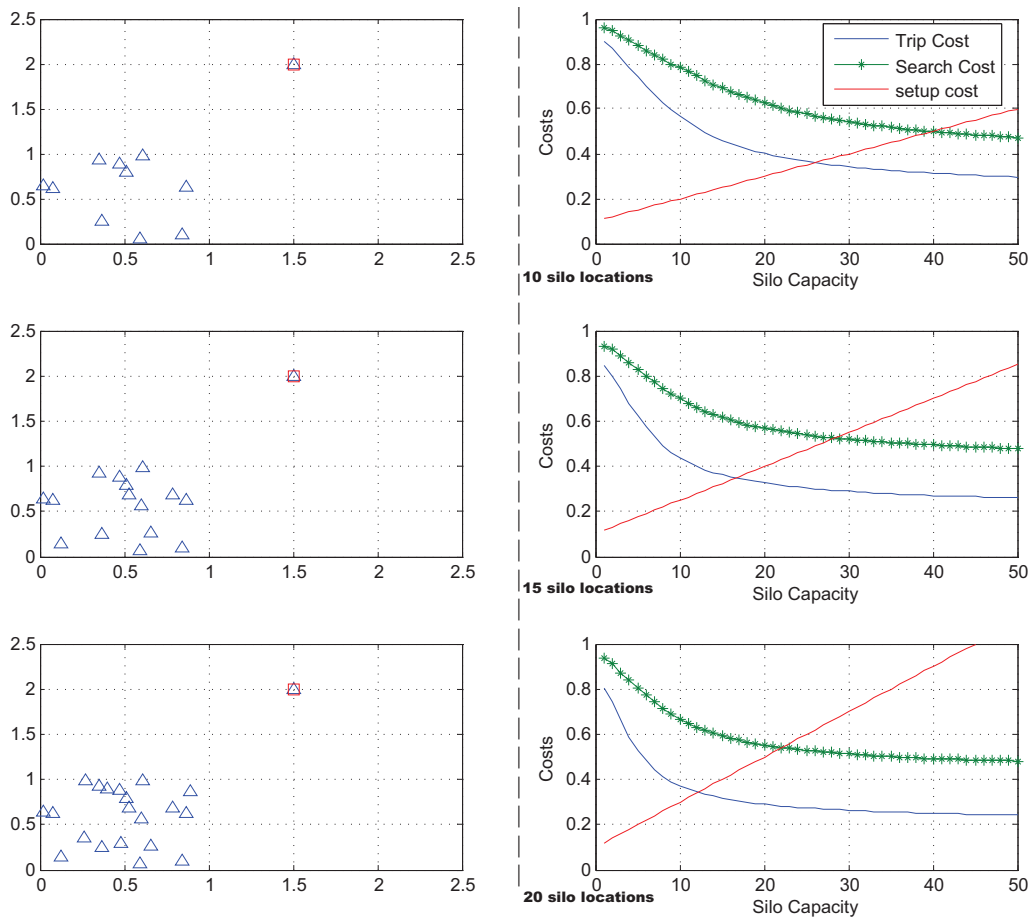 2.5
2
1.5
1
0.5
0
0 0.5 1 1.5 2 2.5
1
0.8
0.6
0.4
0.2
0
Costs
Trip Cost
Search Cost
setup cost
0 10 20 30 40 50
10 silo locations
Silo Capacity
2.5
2
1.5
1
0.5
0
0 0.5 1 1.5 2 2.5
1
0.8
0.6
0.4
0.2
0
Costs
0 10 20 30 40 50
15 silo locations
Silo Capacity
2.5
2
1.5
1
0.5
0
0 0.5 1 1.5 2 2.5
1
0.8
0.6
0.4
0.2
0
Costs
0 10 20 30 40 50
20 silo locations
Silo Capacity